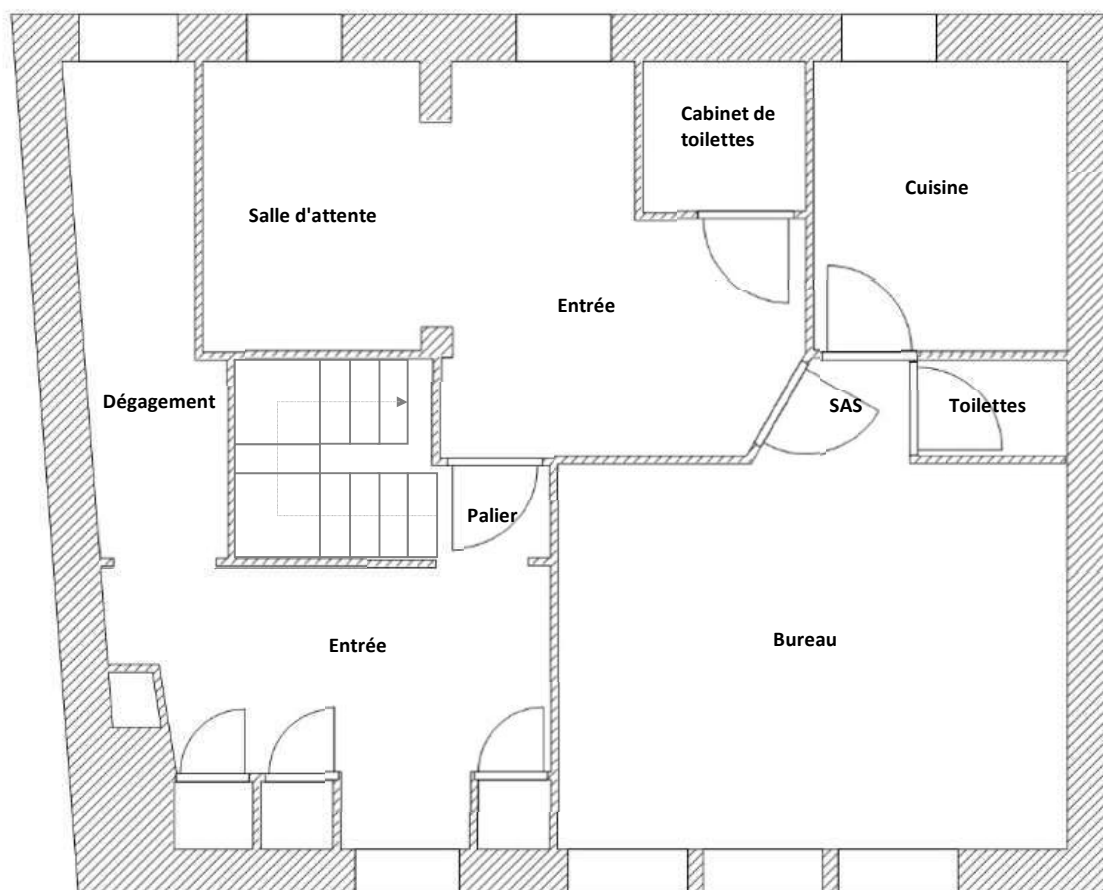 Cabinet de
toilettes
Cuisine
Salle d'attente
Entrée
Dégagement
SAS
Toilettes
Palier
Entrée
Bureau